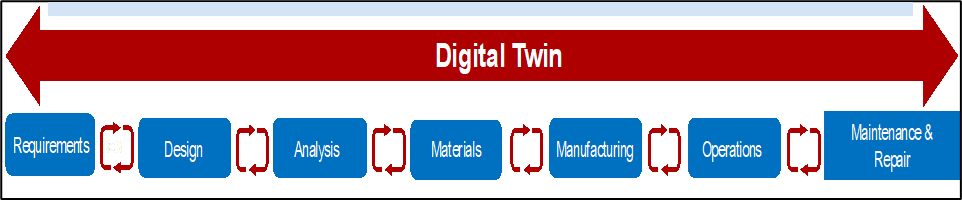 Digital Twin
Requirements
Design
Analysis
Materials
Manufacturing
Operations
Maintenance &
Repair